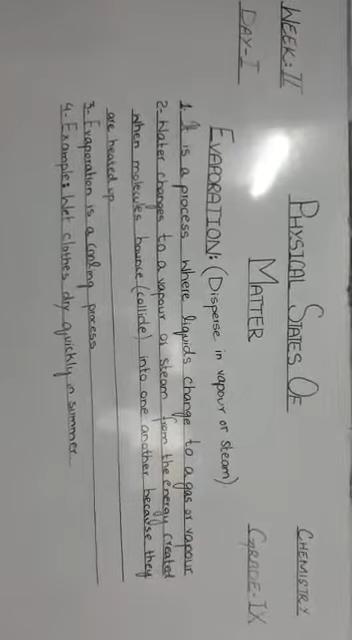 WEEK: II
DAY-I
PHYSICAL STATES OF
MATTER
CHEMISTRY
GRADE-IX
EVAPORATION: (Disperse in vapour or steam)
1. It is a process where liquids change to a gas or vapour
2- Water changes to a vapour or steam from the energy created
when molecules bounce (collide) into one another because they
are heated up.
3- Evaporation is a cooling process
4- Example: Wet clothes dry quickly in summer.